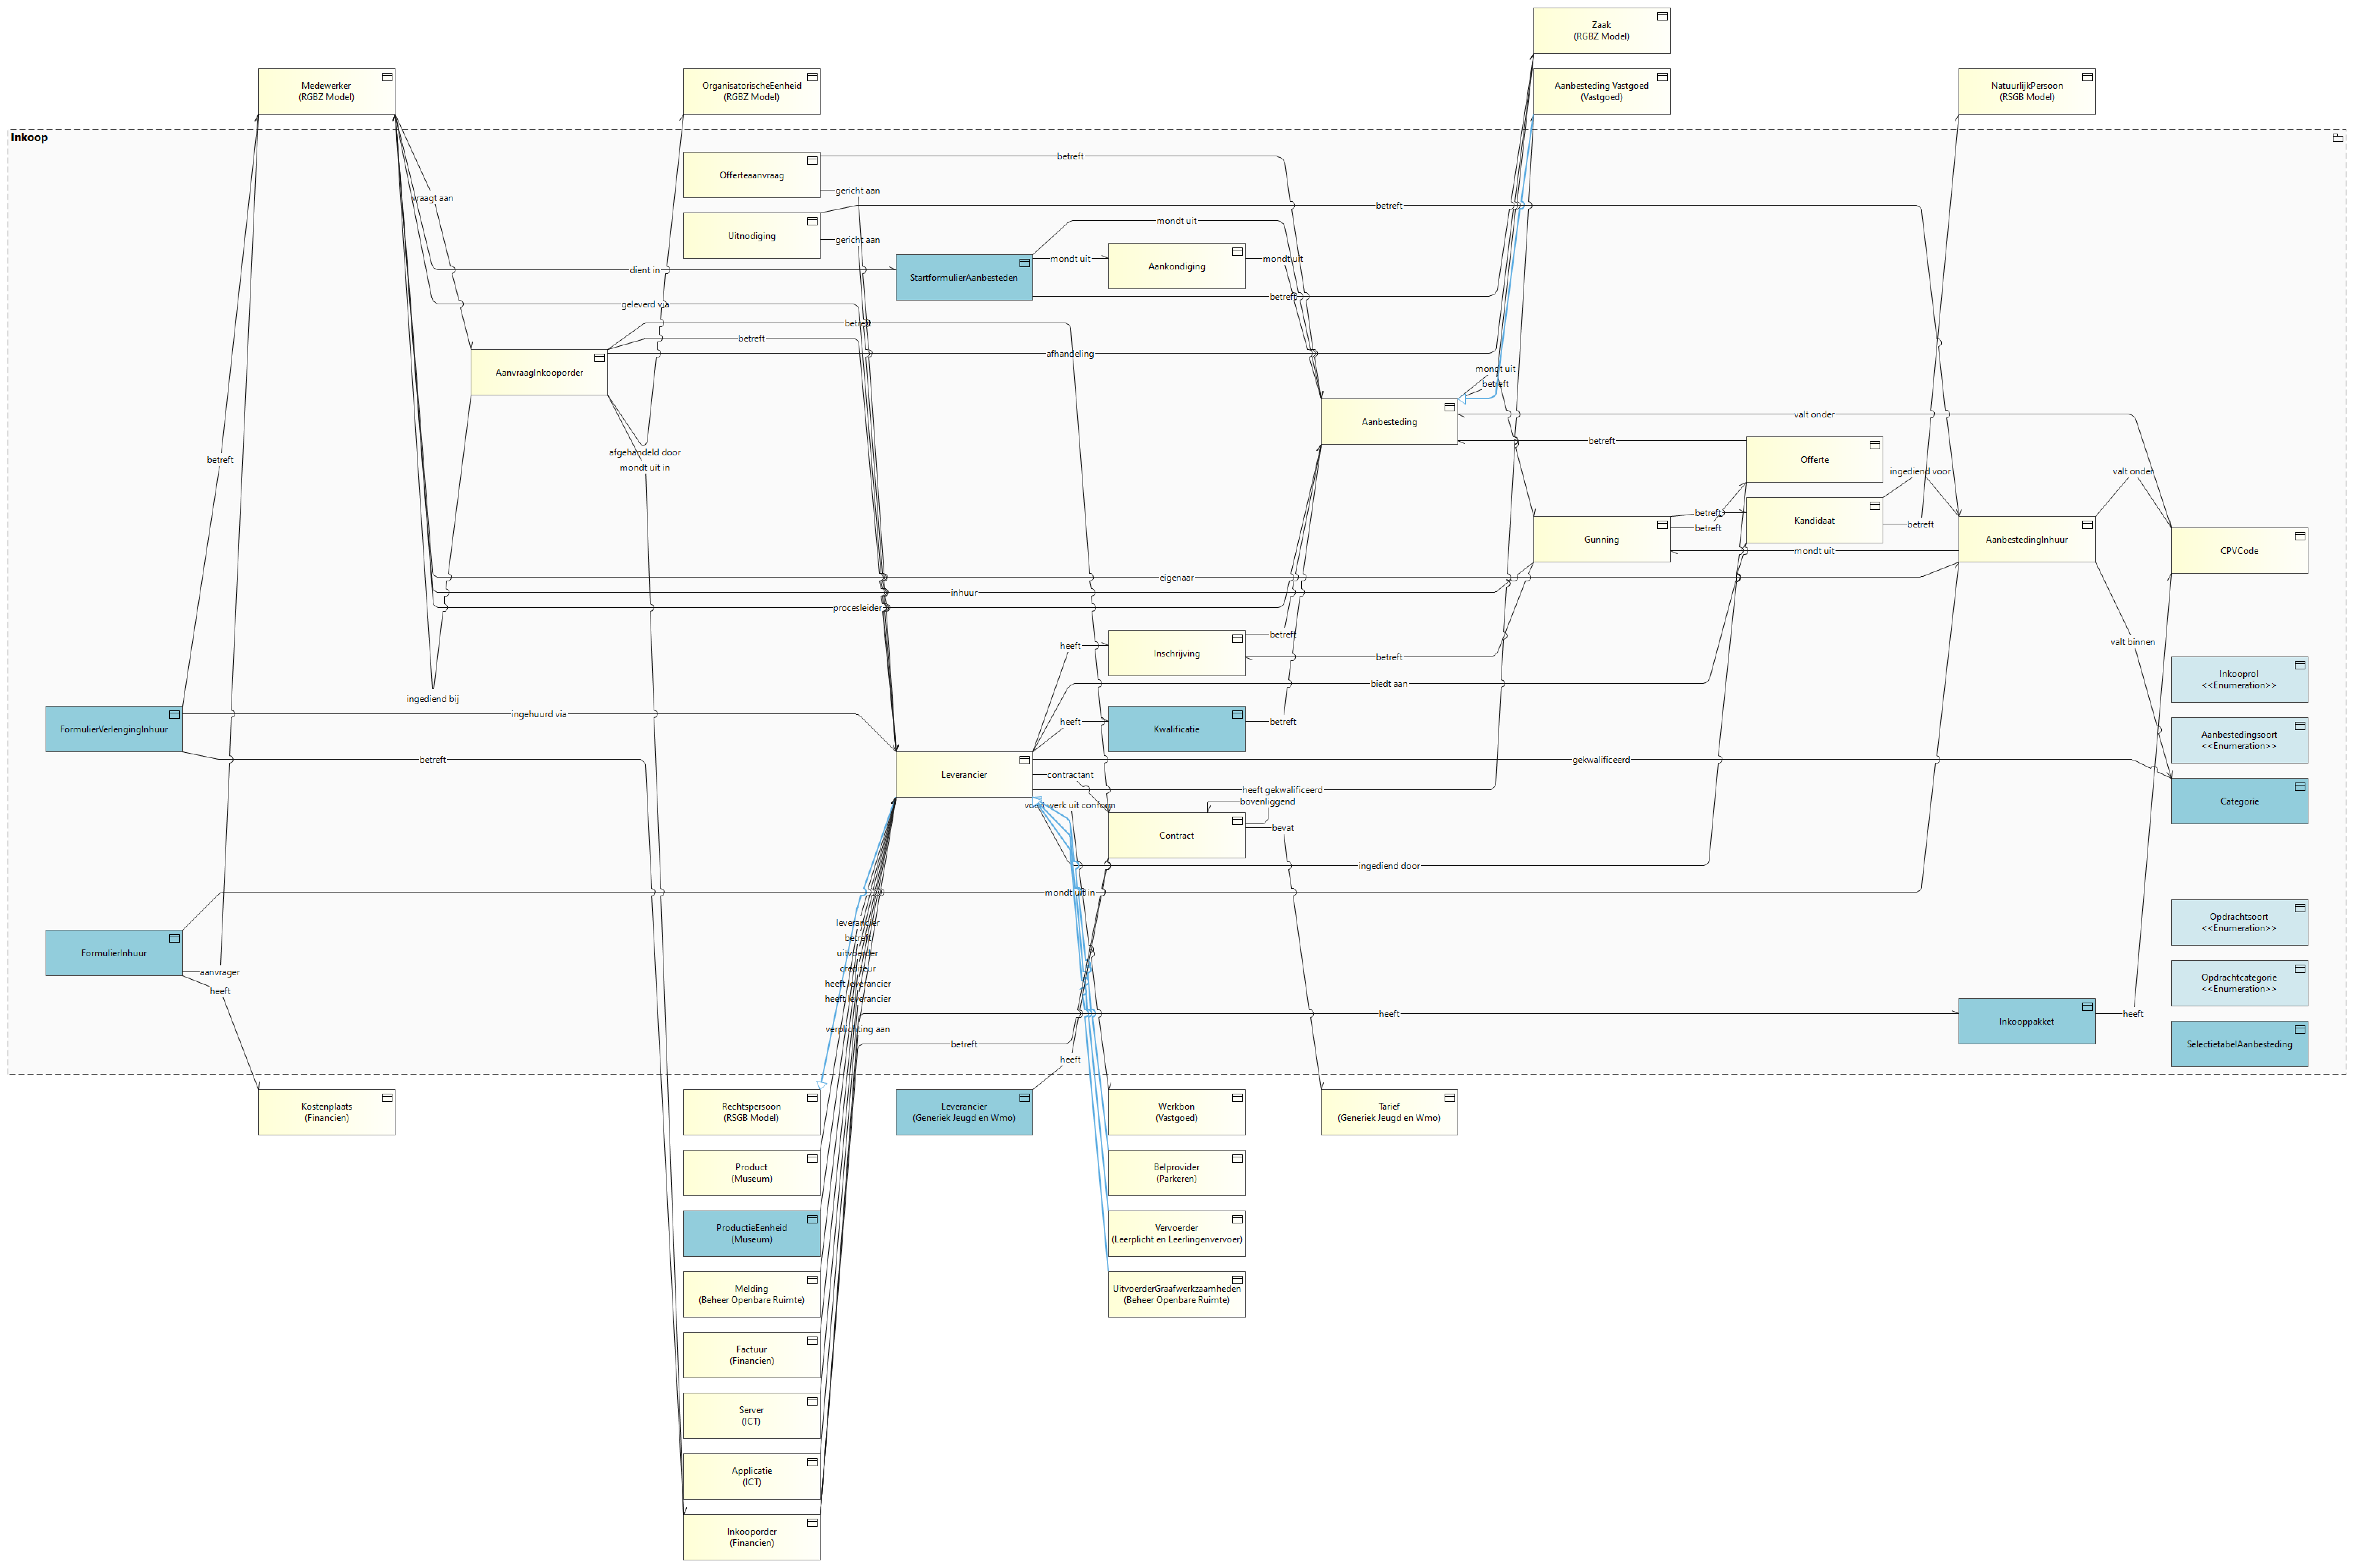 Zaak
(RGBZ Model)
Medewerker
(RGBZ Model)
OrganisatorischeEenheid
(RGBZ Model)
Aanbesteding Vastgoed
(Vastgoed)
NatuurlijkPersoon
(RSGB Model)
Inkoop
Offerteaanvraag
betreft
gericht aan
vraagt aan
Uitnodiging
betreft
gericht aan
mondt uit
StartformulierAanbesteden
mondt uit
Aankondiging
mondt uit
dient in
betreft
geleverd via
betreft
betreft
afhandeling
AanvraagInkooporder
mondt uit
betreft
Aanbesteding
valt onder
betreft
afgehandeld door
mondt uit in
betreft
Offerte
ingediend voor
valt onder
Kandidaat
betreft
betreft
betreft
Gunning
AanbestedingInhuur
CPVCode
mondt uit
eigenaar
inhuur
procesleider
heeft
Inschrijving
betreft
betreft
valt binnen
biedt aan
Inkooprol
<<Enumeration>>
ingediend bij
ingehuurd via
FormulierVerlengingInhuur
heeft
Kwalificatie
betreft
Aanbestedingsoort
<<Enumeration>>
betreft
gekwalificeerd
Leverancier
contractant
heeft gekwalificeerd
bovenliggend
voert werk uit conform
Categorie
Contract
bevat
ingediend door
mondt uit in
FormulierInhuur
aanvrager
heeft
leverancier
betreft
uitvoerder
crediteur
heeft leverancier
heeft leverancier
verplichting aan
Opdrachtsoort
<<Enumeration>>
Opdrachtcategorie
<<Enumeration>>
heeft
Inkooppakket
heeft
betreft
heeft
SelectietabelAanbesteding
Kostenplaats
(Financien)
Rechtspersoon
(RSGB Model)
Leverancier
(Generiek Jeugd en Wmo)
Werkbon
(Vastgoed)
Tarief
(Generiek Jeugd en Wmo)
Product
(Museum)
Belprovider
(Parkeren)
ProductieEenheid
(Museum)
Vervoerder
(Leerplicht en Leerlingenvervoer)
Melding
(Beheer Openbare Ruimte)
UitvoerderGraafwerkzaamheden
(Beheer Openbare Ruimte)
Factuur
(Financien)
Server
(ICT)
Applicatie
(ICT)
Inkooporder
(Financien)